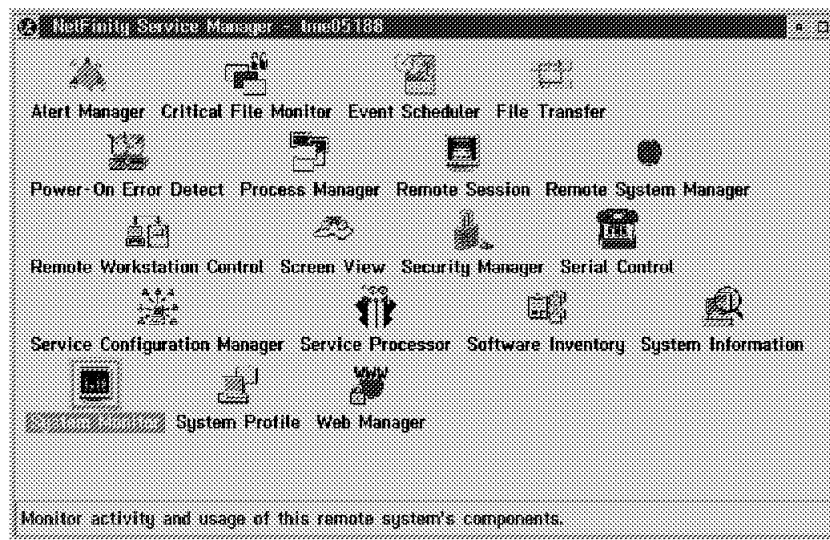 NetFinity Service Manager - tme05188
Alert Manager Critical File Monitor Event Scheduler File Transfer
Power-On Error Detect Process Manager Remote Session Remote System Manager
Remote Workstation Control Screen View Security Manager Serial Control
Service Configuration Manager Service Processor Software Inventory System Information
WWW
System Profile Web Manager
Monitor activity and usage of this remote system's components.